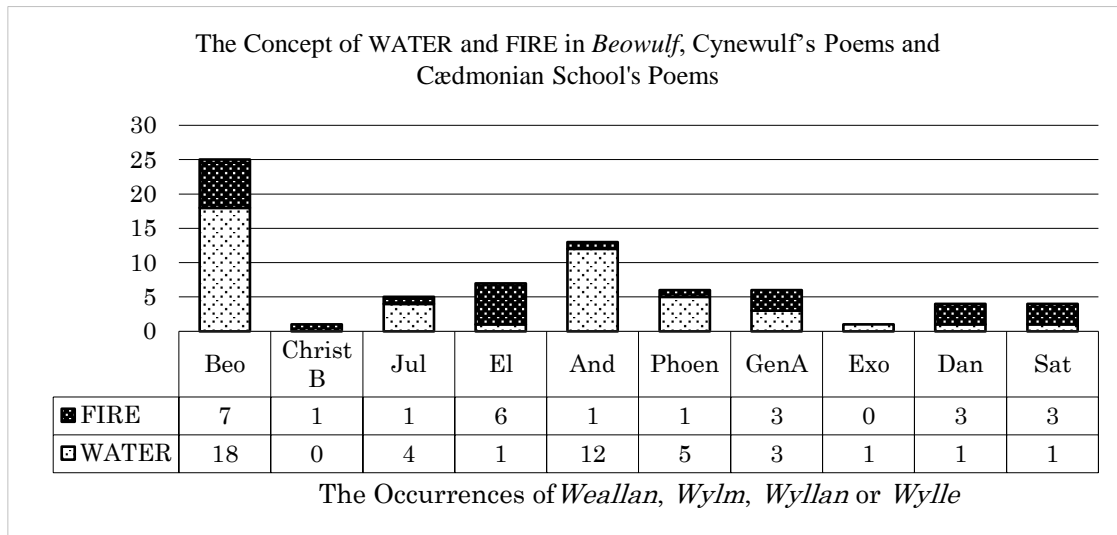 The Concept of WATER and FIRE in Beowulf, Cynewulf's Poems and
Cædmonian School's Poems
30
25
20
15
10
5
0
Beo Christ B Jul El And Phoen GenA Exo Dan Sat
FIRE 7 1 1 6 1 1 3 0 3 3
WATER 18 0 4 1 12 5 3 1 1 1
The Occurrences of Weallan, Wylm, Wyllan or Wylle